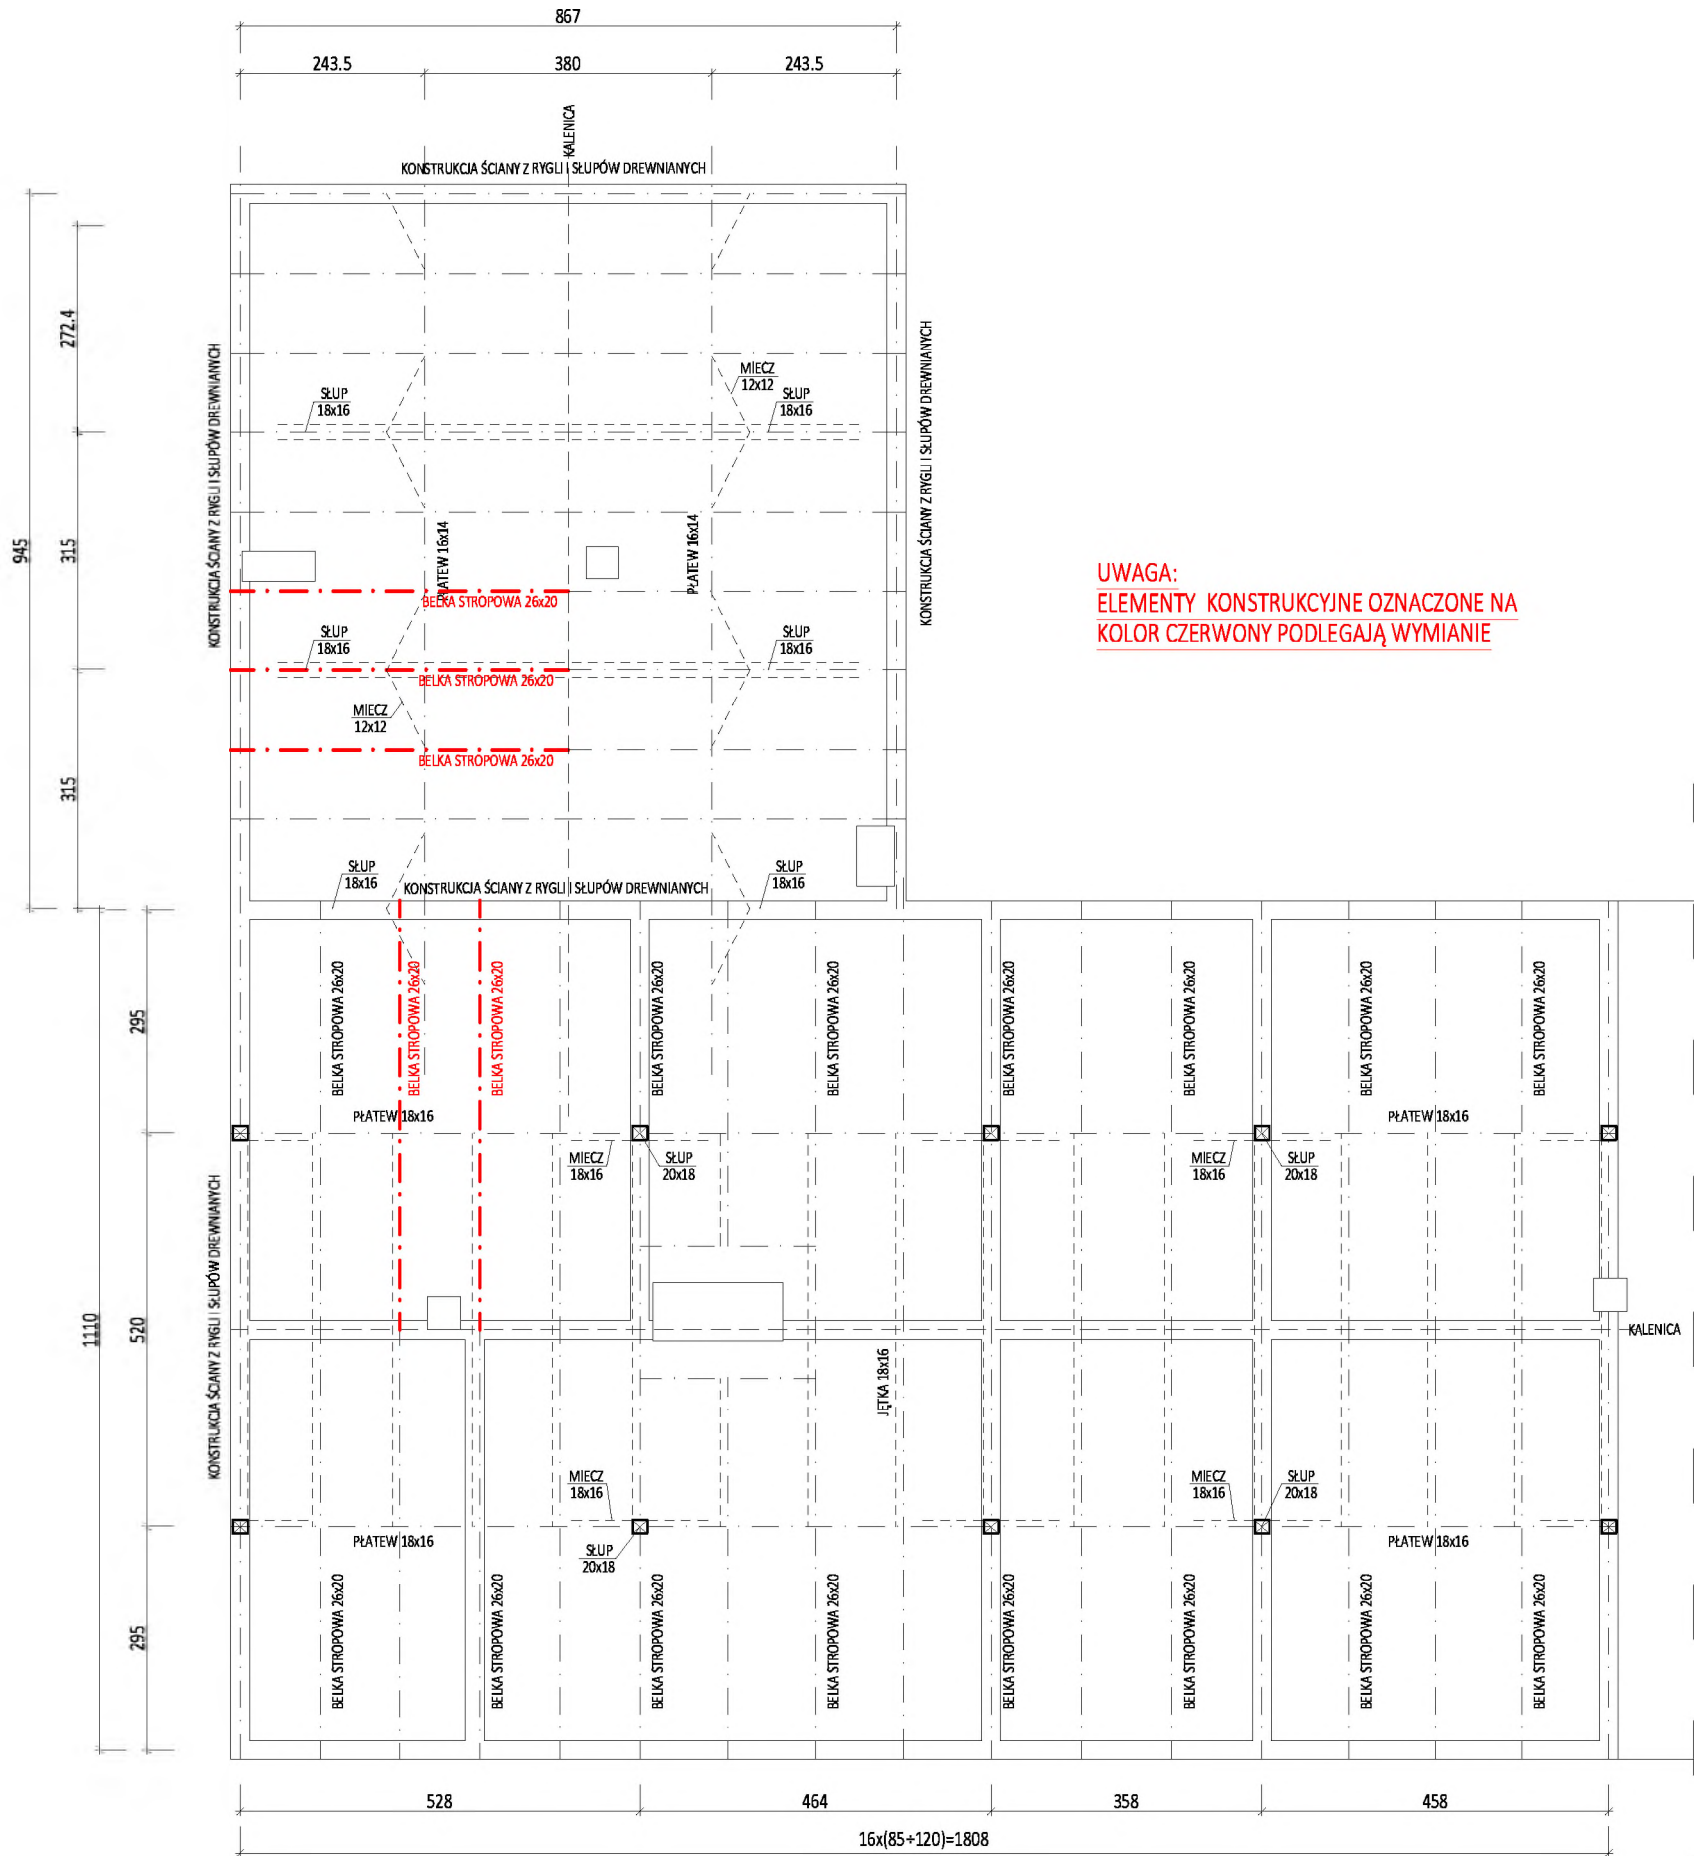 867
243.5
380
243.5
KALENICA
KONSTRUKCJA ŚCIANY Z RYGLI I SŁUPÓW DREWNIANYCH
945
272.4
315
315
KONSTRUKCJA ŚCIANY Z RYGLI I SŁUPÓW DREWNIANYCH
KONSTRUKCJA ŚCIANY Z RYGLI I SŁUPÓW DREWNIANYCH
MIECZ
12x12
SŁUP
18x16
SŁUP
18x16
PŁATEW 16x14
PŁATEW 16x14
UWAGA:
ELEMENTY KONSTRUKCYJNE OZNACZONE NA
KOLOR CZERWONY PODLEGAJĄ WYMIANIE
BELKA STROPOWA 26x20
SŁUP
18x16
SŁUP
18x16
BELKA STROPOWA 26x20
MIECZ
12x12
BELKA STROPOWA 26x20
SŁUP
18x16
SŁUP
18x16
KONSTRUKCJA ŚCIANY Z RYGLI I SŁUPÓW DREWNIANYCH
1110
295
520
295
BELKA STROPOWA 26x20
BELKA STROPOWA 26x20
BELKA STROPOWA 26x20
BELKA STROPOWA 26x20
BELKA STROPOWA 26x20
BELKA STROPOWA 26x20
BELKA STROPOWA 26x20
BELKA STROPOWA 26x20
BELKA STROPOWA 26x20
PŁATEW 18x16
PŁATEW 18x16
MIECZ
18x16
SŁUP
20x18
MIECZ
18x16
SŁUP
20x18
KONSTRUKCJA ŚCIANY Z RYGLI I SŁUPÓW DREWNIANYCH
KALENICA
JĘTKA 18x16
MIECZ
18x16
MIECZ
18x16
SŁUP
20x18
PŁATEW 18x16
SŁUP
20x18
PŁATEW 18x16
BELKA STROPOWA 26x20
BELKA STROPOWA 26x20
BELKA STROPOWA 26x20
BELKA STROPOWA 26x20
BELKA STROPOWA 26x20
BELKA STROPOWA 26x20
BELKA STROPOWA 26x20
BELKA STROPOWA 26x20
528
464
358
458
16x(85÷120)=1808